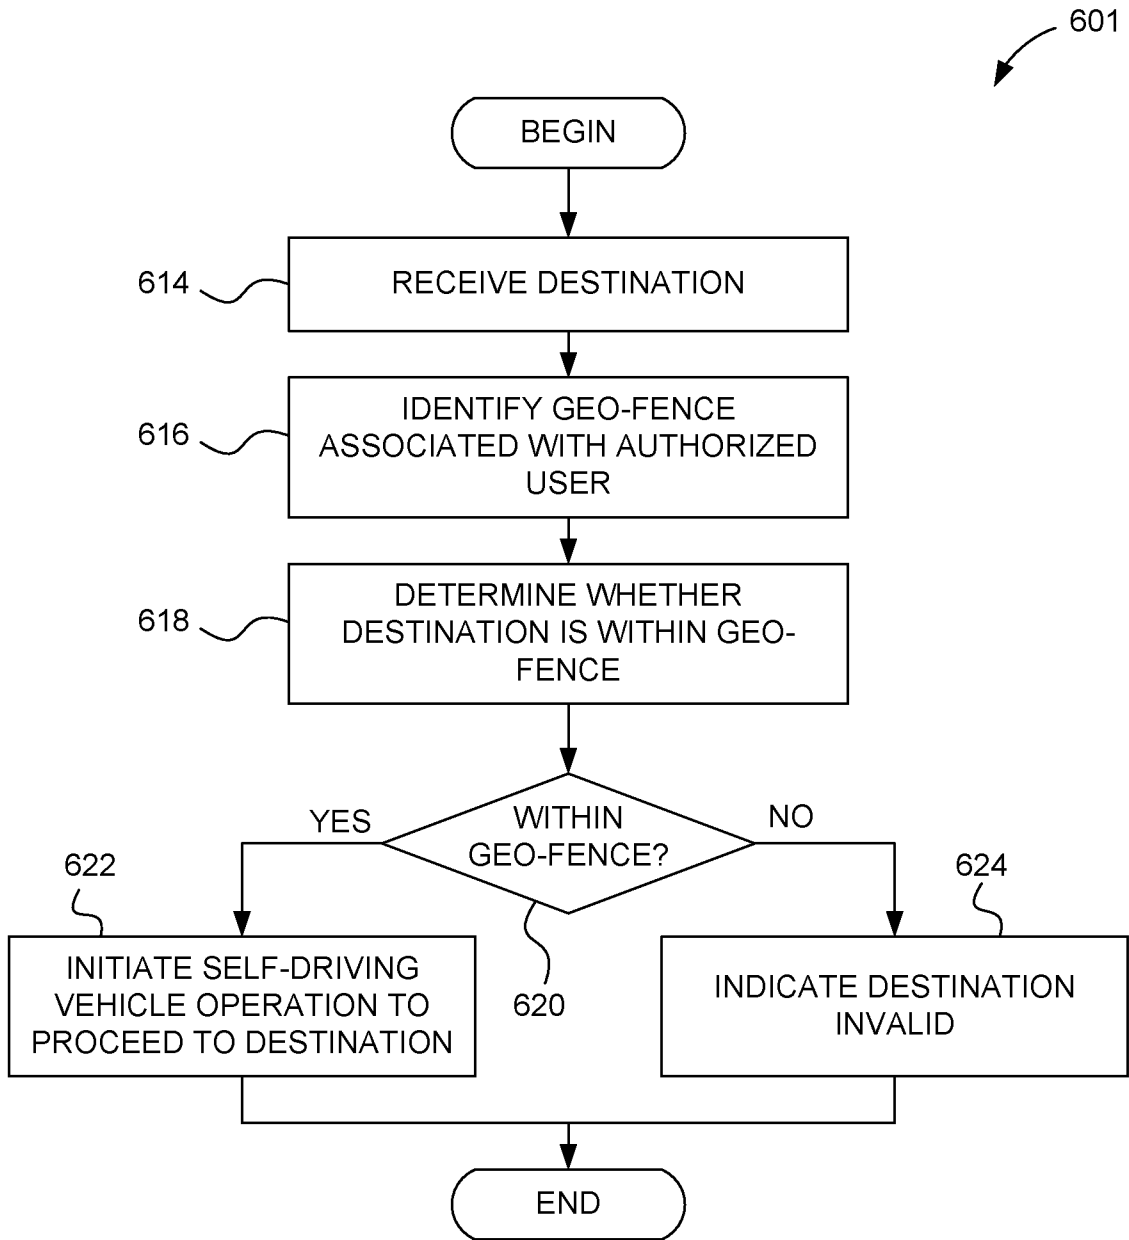 601
BEGIN
614
RECEIVE DESTINATION
616
IDENTIFY GEO-FENCE
ASSOCIATED WITH AUTHORIZED
USER
618
DETERMINE WHETHER
DESTINATION IS WITHIN GEO-
FENCE
YES
WITHIN
GEO-FENCE?
NO
622
624
INITIATE SELF-DRIVING
VEHICLE OPERATION TO
PROCEED TO DESTINATION
620
INDICATE DESTINATION
INVALID
END